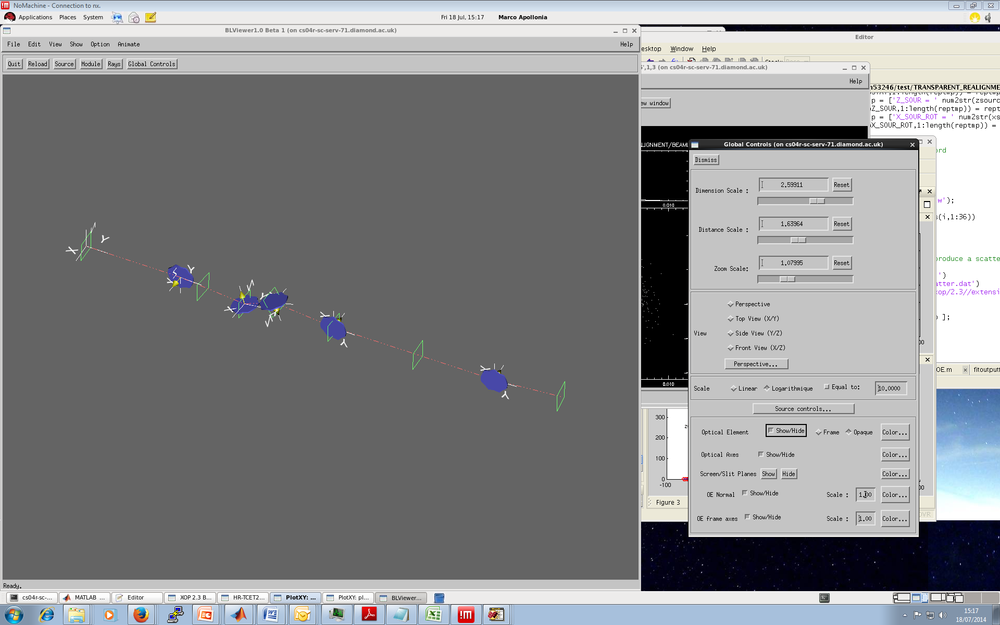 NoMachine - Connection to nx.
Applications Places System
Fri 18 Jul, 15:17 Marco Apollonia
BLViewer1.0 Beta 1 (on cs04r-sc-serv-71.diamond.ac.uk)
File Edit View Show Option Animate Help
Quit Reload Source Module Rays Global Controls
X Y
Y
X
Y
Y
Y
Ready.
Editor
esktop Window Help
',1,3 (on cs04r-sc-serv-71.diamond.ac.uk)
Help
ew window
n53246/test/TRANSPARENT_REALIGNME
p = ['Z_SOUR = ' num2str(zsourc
Z_SOUR,1:length(reptmp)) = rept
p = ['X_SOUR_ROT = ' num2str(xs
X_SOUR_ROT,1:length(reptmp)) =
ord
w');
s(i,1:36))
produce a scatte
')
atter.dat')
xop/2.3//extensi
];
OE.m fitoutputf
LIGNMENT/BEAML
0.010
0.010
300
200
100
0
-100
Figure 3
OVR
Global Controls (on cs04r-sc-serv-71.diamond.ac.uk)
Dismiss
Dimension Scale : 2.59911 Reset
Distance Scale : 1.63964 Reset
Zoom Scale: 1.07995 Reset
View
Perspective
Top View (X/Y)
Side View (Y/Z)
Front View (X/Z)
Perspective...
Scale Linear Logarithmique Equal to: 10.0000
Source controls...
Optical Element Show/Hide Frame Opaque Color...
Optical Axes Show/Hide Color...
Screen/Slit Planes Show Hide Color...
OE Normal Show/Hide Scale : 1.00 Color...
OE frame axes Show/Hide Scale : 1.00 Color...
cs04r-sc-... MATLAB ... Editor XOP 2.3 B... HR-TCET2... PlotXY: ... PlotXY: pl... BLViewer...
15:17
18/07/2014